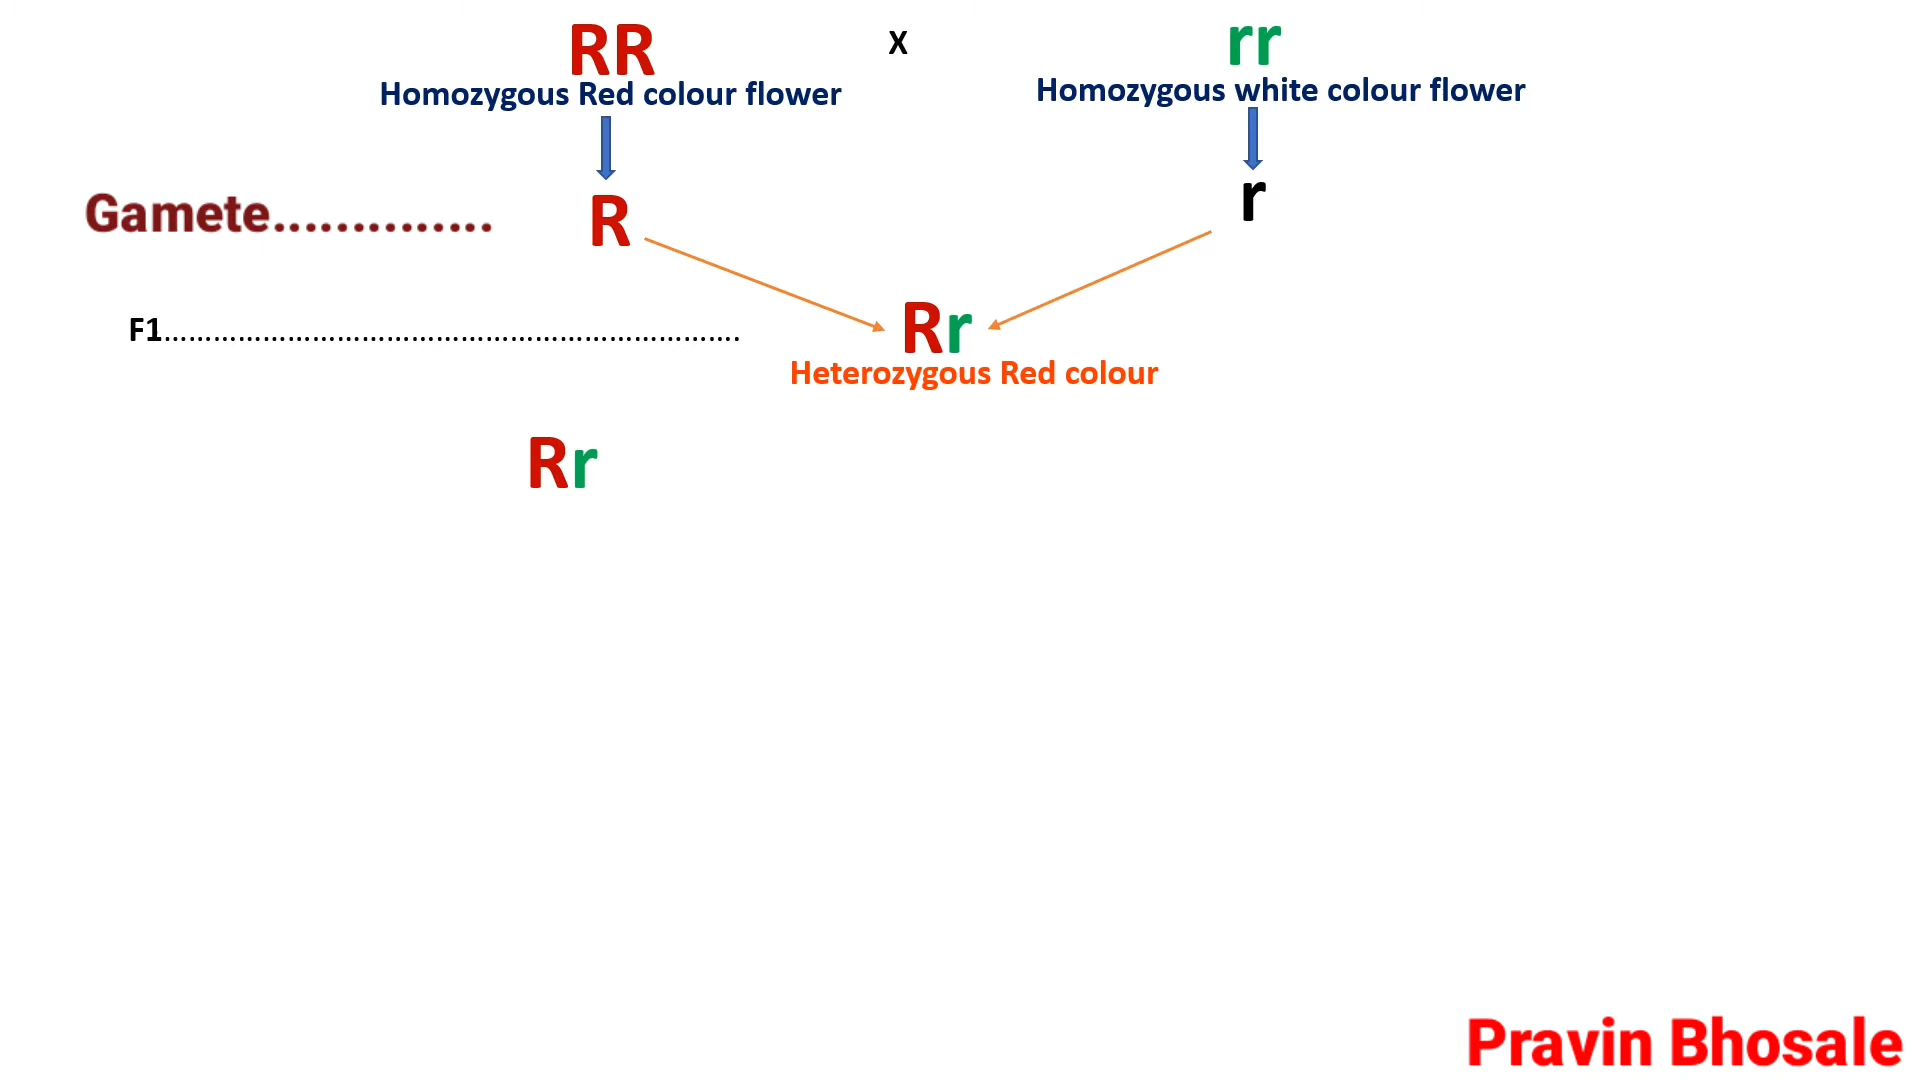 RR x rr
Homozygous Red colour flower Homozygous white colour flower
Gamete.............. R r
F1...................................................................... Rr
Heterozygous Red colour
Rr
Pravin Bhosale